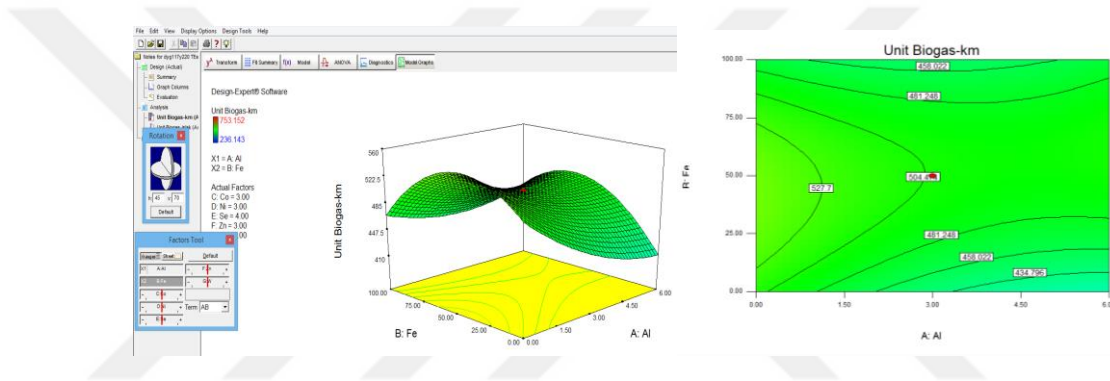 File Edit View Display Options Design Tools Help
y^λ Transform Fit Summary f(x) Model ANOVA Diagnostics Model Graphs
Design (Actual)
Summary
Graph Columns
Evaluation
Analysis
Unit Biogas-km
Rotation
Default
Factors Tool
Default
Term AB
Design-Expert® Software
Unit Biogas-km
753.152
236.143
X1 = A: Al
X2 = B: Fe
Actual Factors
C: Co = 3.00
D: Ni = 3.00
E: Se = 4.00
F: Zn = 3.00
Unit Biogas-km
560
522.5
485
447.5
410
100.00
75.00
50.00
25.00
0.00
B: Fe
0.00
1.50
3.00
4.50
6.00
A: Al
Unit Biogas-km
100.00
75.00
50.00
25.00
0.00
B: Fe
458.022
481.248
527.7
481.248
458.022
434.796
0.00 1.50 3.00 4.50 6.00
A: Al